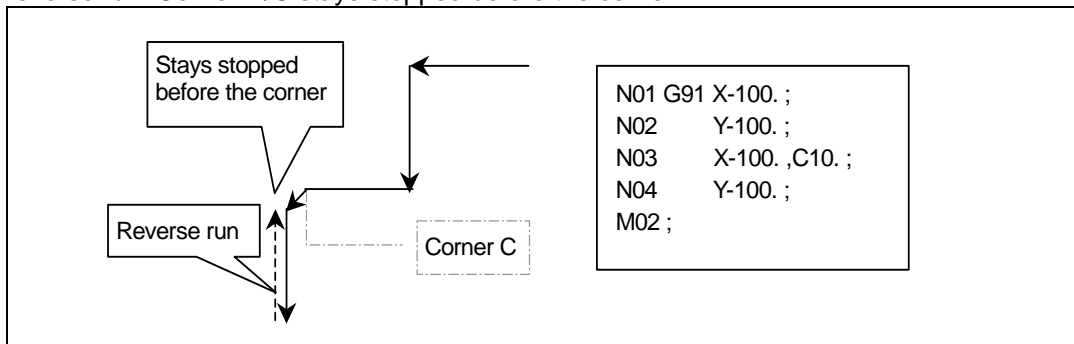 Stays stopped
before the corner
Reverse run
Corner C
N01 G91 X-100. ;
N02 Y-100. ;
N03 X-100. ,C10. ;
N04 Y-100. ;
M02 ;